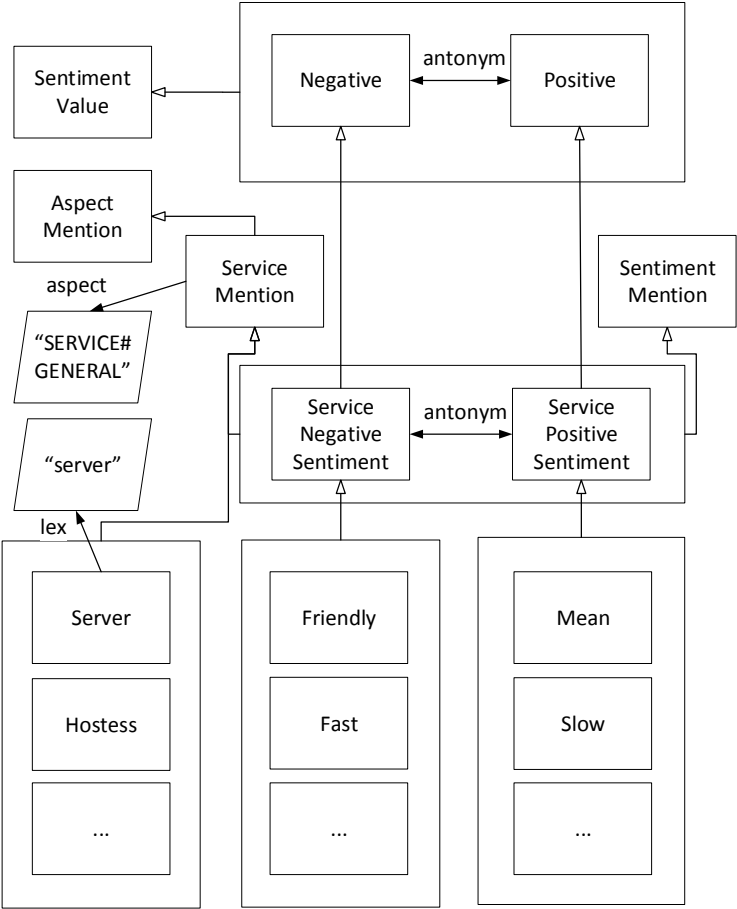 Negative
antonym
Positive
Sentiment
Value
Aspect
Mention
Service
Mention
Sentiment
Mention
aspect
“SERVICE#
GENERAL”
Service
Negative
Sentiment
antonym
Service
Positive
Sentiment
“server”
lex
Server
Friendly
Mean
Hostess
Fast
Slow
...
...
...